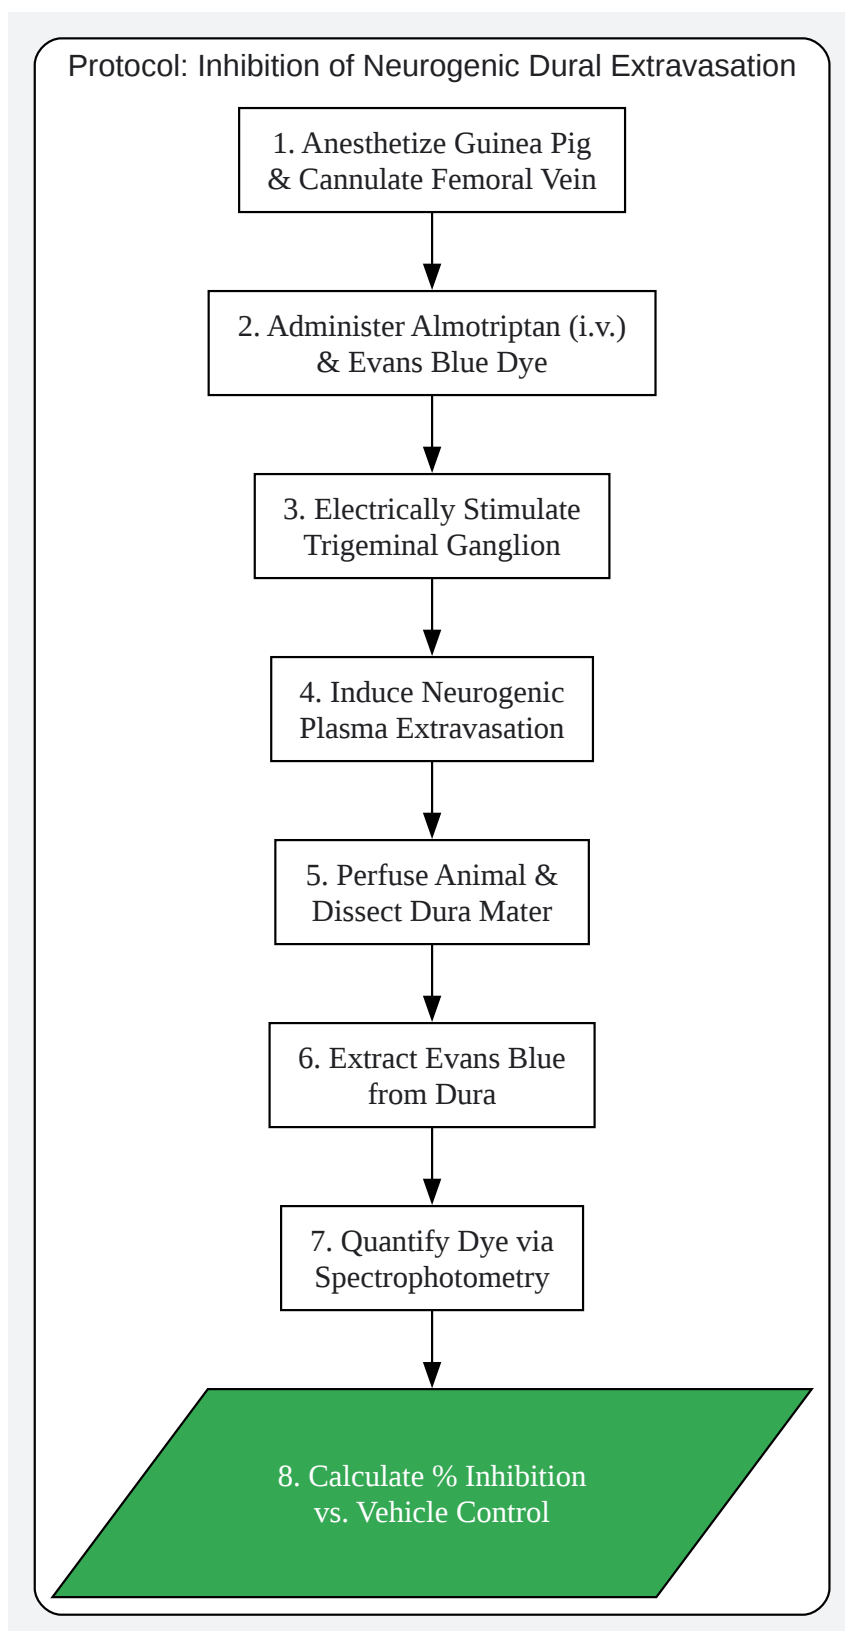 Protocol: Inhibition of Neurogenic Dural Extravasation
1. Anesthetize Guinea Pig
& Cannulate Femoral Vein
2. Administer Almotriptan (i.v.)
& Evans Blue Dye
3. Electrically Stimulate
Trigeminal Ganglion
4. Induce Neurogenic
Plasma Extravasation
5. Perfuse Animal &
Dissect Dura Mater
6. Extract Evans Blue
from Dura
7. Quantify Dye via
Spectrophotometry
8. Calculate % Inhibition
vs. Vehicle Control